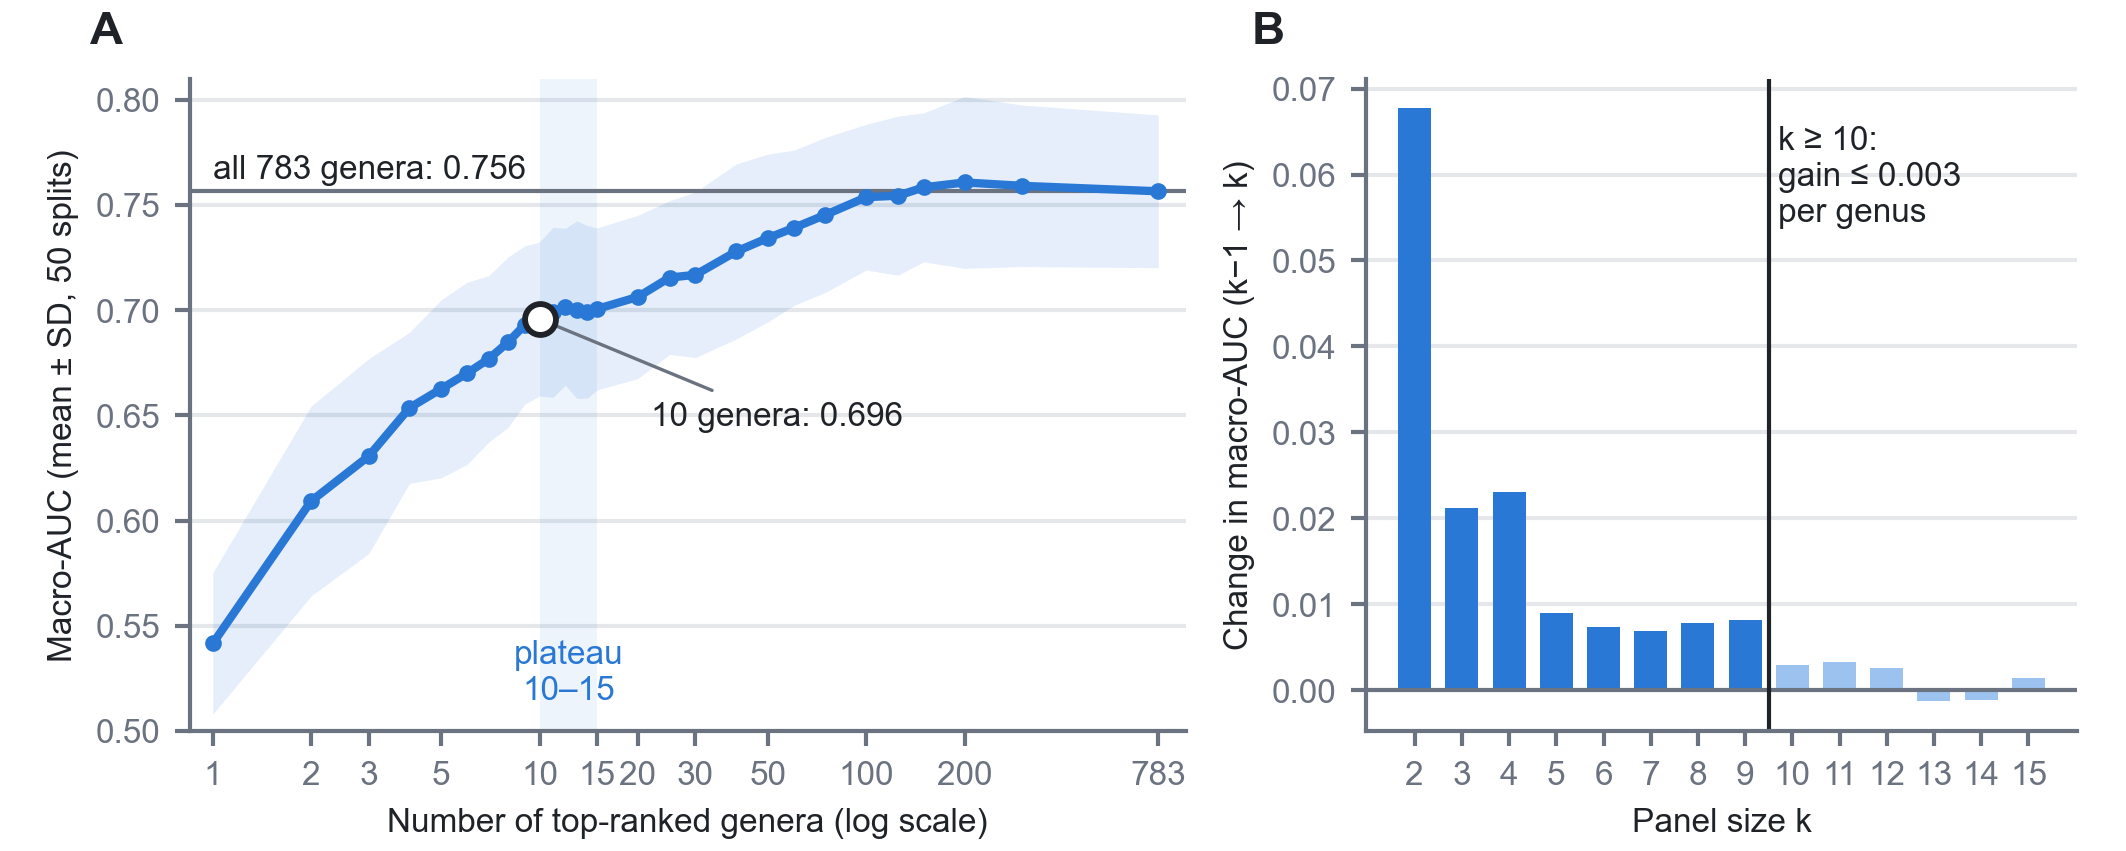 A
Macro-AUC (mean ± SD, 50 splits)
0.80
0.75
0.70
0.65
0.60
0.55
0.50
all 783 genera: 0.756
10 genera: 0.696
plateau
10–15
1 2 3 5 10 15 20 30 50 100 200 783
Number of top-ranked genera (log scale)
B
Change in macro-AUC (k−1 → k)
0.07
0.06
0.05
0.04
0.03
0.02
0.01
0.00
k ≥ 10:
gain ≤ 0.003
per genus
2 3 4 5 6 7 8 9 10 11 12 13 14 15
Panel size k